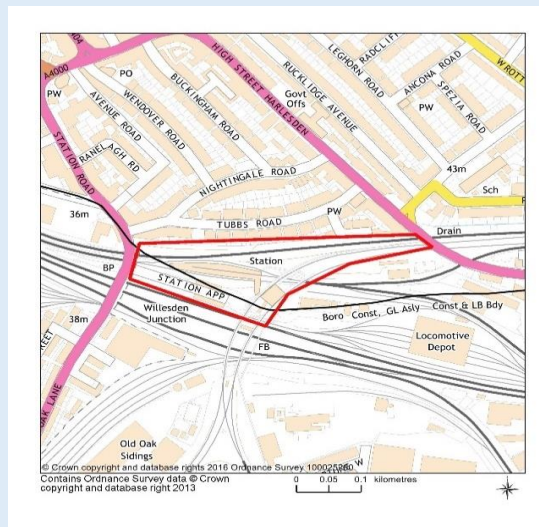 A4000
PO
PW
AVENUE ROAD
WENDOVER ROAD
BUCKINGHAM ROAD
HIGH STREET HARLESDEN
Govt
Offs
RUCKLIDGE AVENUE
LEGHORN ROAD
ANCONA ROAD
PW
SPEZIA ROAD
STATION ROAD
NIGHTINGALE ROAD
43m
Sch
36m
TUBBS ROAD
PW
Drain
BP
Station
STATION APP
Willesden
Junction
Boro Const, GL Asly
Const & LB Bdy
38m
FB
Locomotive
Depot
OAK LANE
Old Oak
Sidings
© Crown copyright and database rights 2016 Ordnance Survey 100025260
Contains Ordnance Survey data © Crown
copyright and database right 2013
0 0.05 0.1 kilometres